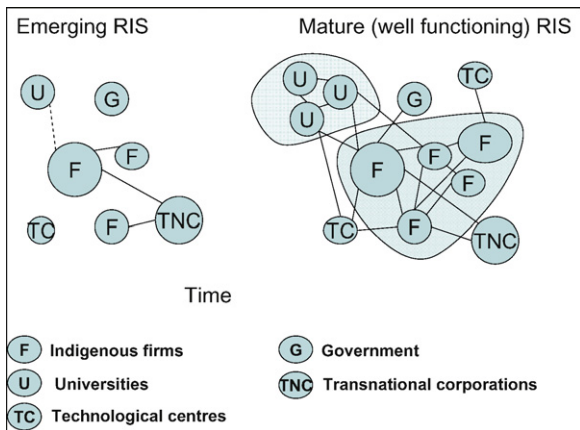 Emerging RIS
Mature (well functioning) RIS
U
G
F
F
TC
F
TNC
U
U
U
G
TC
F
F
F
F
F
TC
TNC
Time
F Indigenous firms
G Government
U Universities
TNC Transnational corporations
TC Technological centres